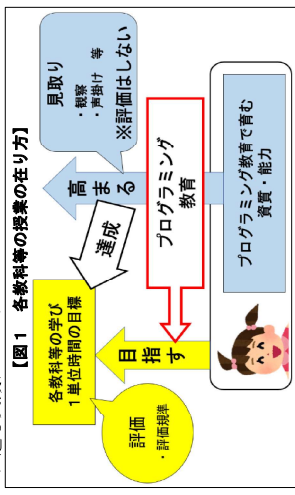 【図１ 各教科等の授業の在り方】
各教科等の学び
１単位時間の目標
評価
・評価規準
達成
高まる
見取り
・観察
・声掛け 等
※評価はしない
目指す
プログラミング
教育
プログラミング教育で育む
資質・能力